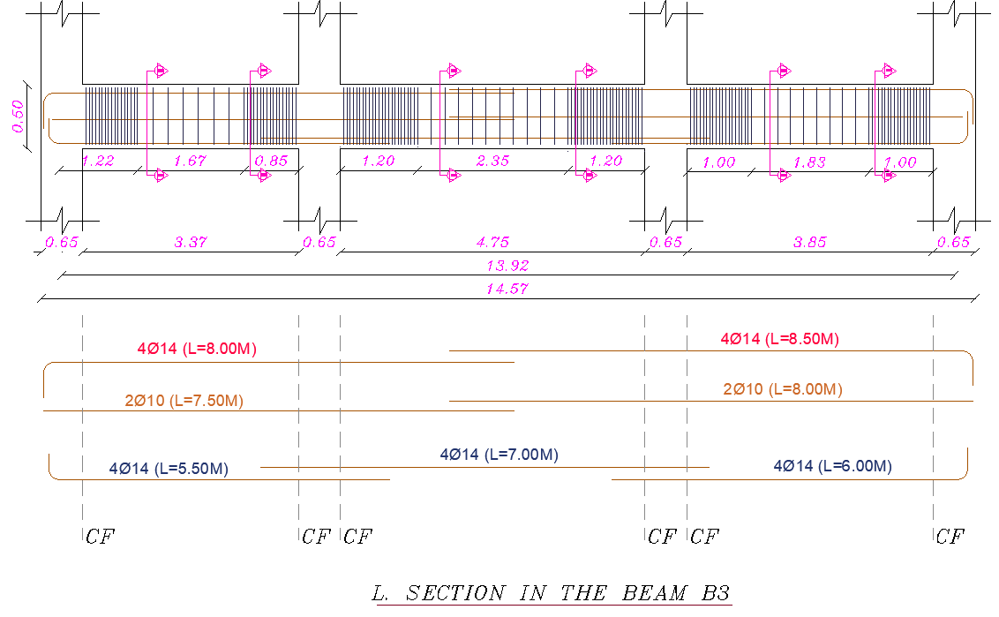 0.50
1.22 1.67 0.85 1.20 2.35 1.20 1.00 1.83 1.00
0.65 3.37 0.65 4.75 0.65 3.85 0.65
13.92
14.57
4Ø14 (L=8.00M) 4Ø14 (L=8.50M)
2Ø10 (L=7.50M) 2Ø10 (L=8.00M)
4Ø14 (L=5.50M) 4Ø14 (L=7.00M) 4Ø14 (L=6.00M)
CF CF CF CF CF CF
L. SECTION IN THE BEAM B3